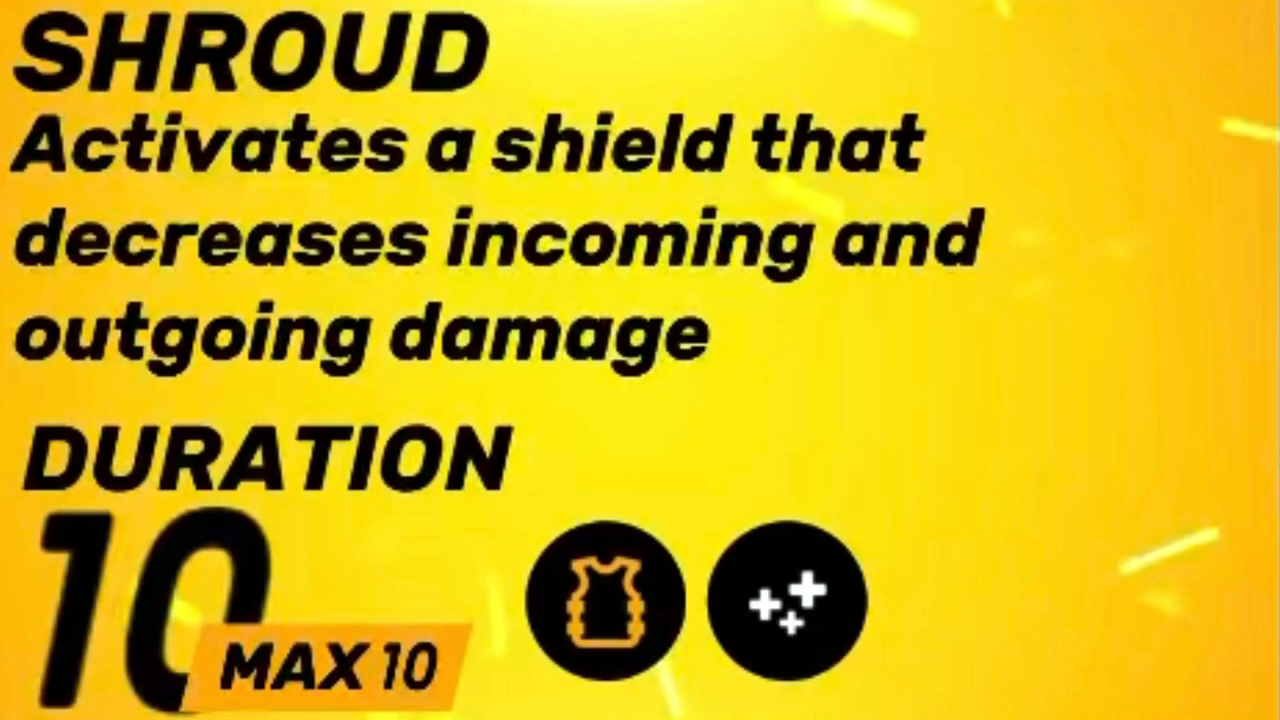 SHROUD
Activates a shield that
decreases incoming and
outgoing damage
DURATION
10
MAX 10